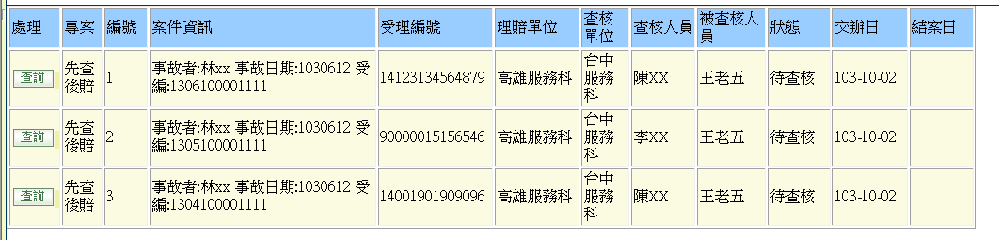 處理 專案 編號 案件資訊 受理編號 理賠單位 查核單位 查核人員 被查核人員 狀態 交辦日 結案日
查詢 先查後賠 1 事故者:林xx 事故日期:1030612 受編:1306100001111 14123134564879 高雄服務科 台中服務科 陳XX 王老五 待查核 103-10-02
查詢 先查後賠 2 事故者:林xx 事故日期:1030612 受編:1305100001111 90000015156546 高雄服務科 台中服務科 李XX 王老五 待查核 103-10-02
查詢 先查後賠 3 事故者:林xx 事故日期:1030612 受編:1304100001111 14001901909096 高雄服務科 台中服務科 陳XX 王老五 待查核 103-10-02